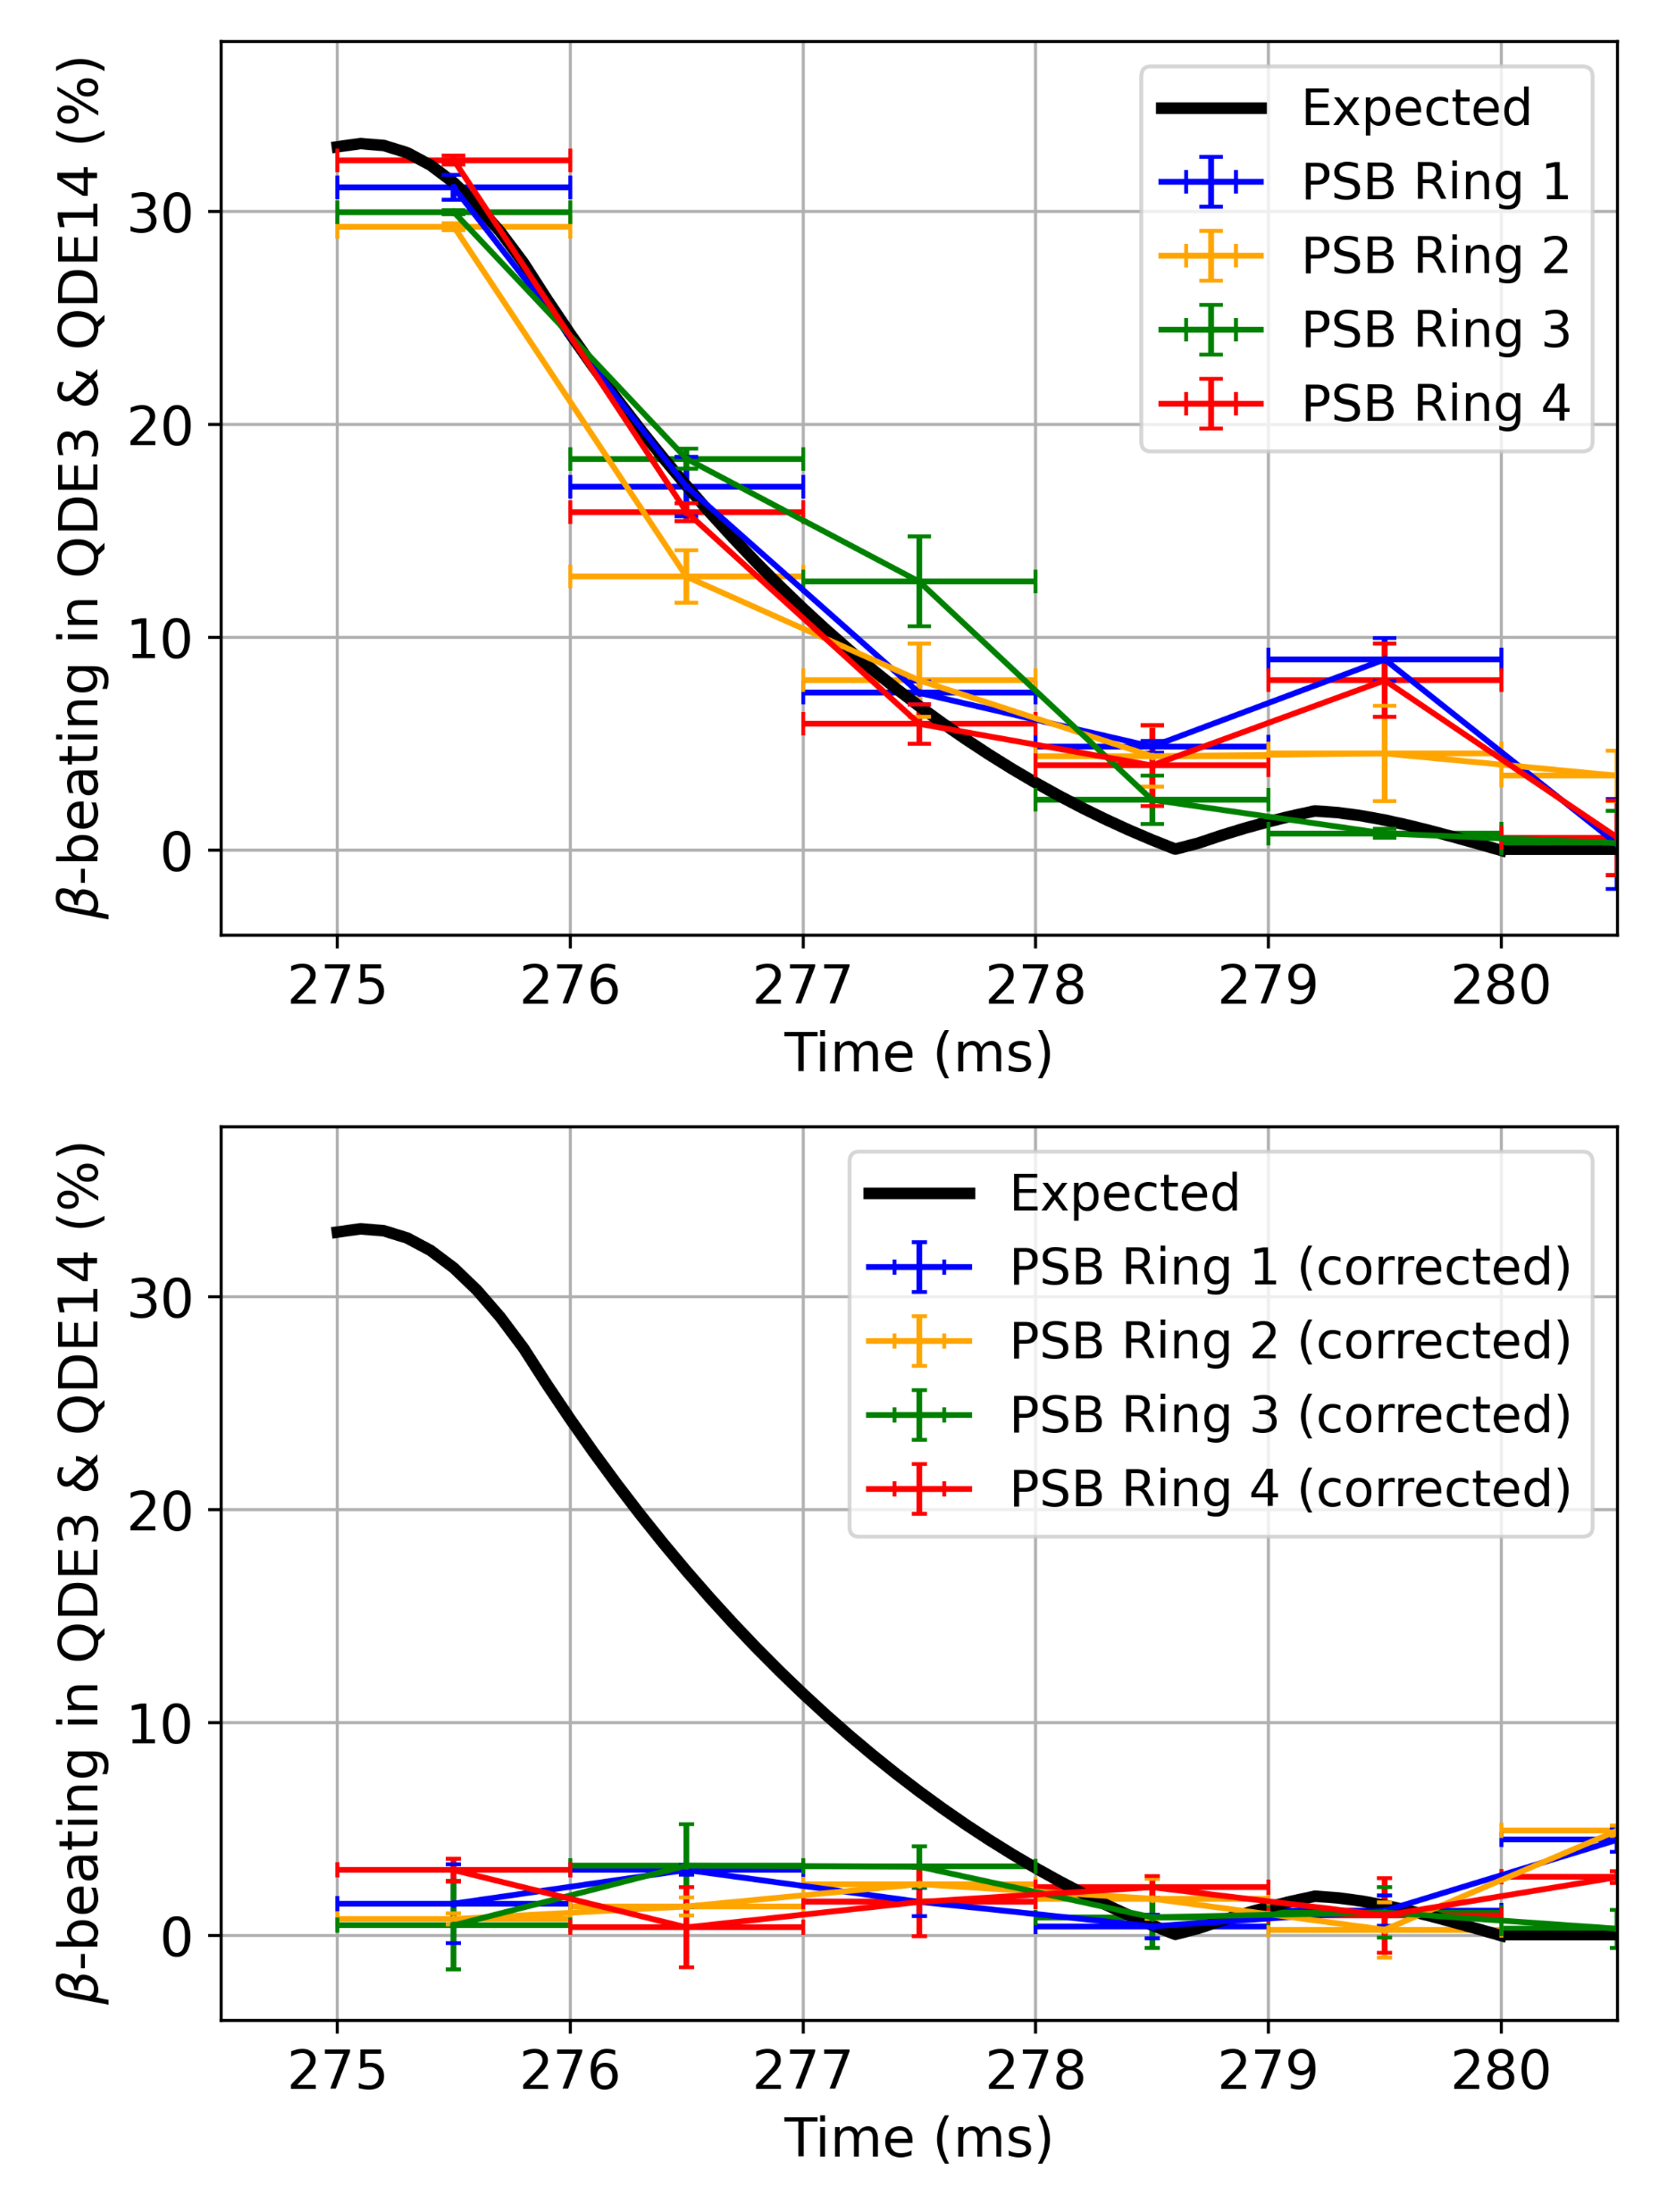 β-beating in QDE3 & QDE14 (%)
30
20
10
0
Expected
PSB Ring 1
PSB Ring 2
PSB Ring 3
PSB Ring 4
275 276 277 278 279 280
Time (ms)
β-beating in QDE3 & QDE14 (%)
30
20
10
0
Expected
PSB Ring 1 (corrected)
PSB Ring 2 (corrected)
PSB Ring 3 (corrected)
PSB Ring 4 (corrected)
275 276 277 278 279 280
Time (ms)